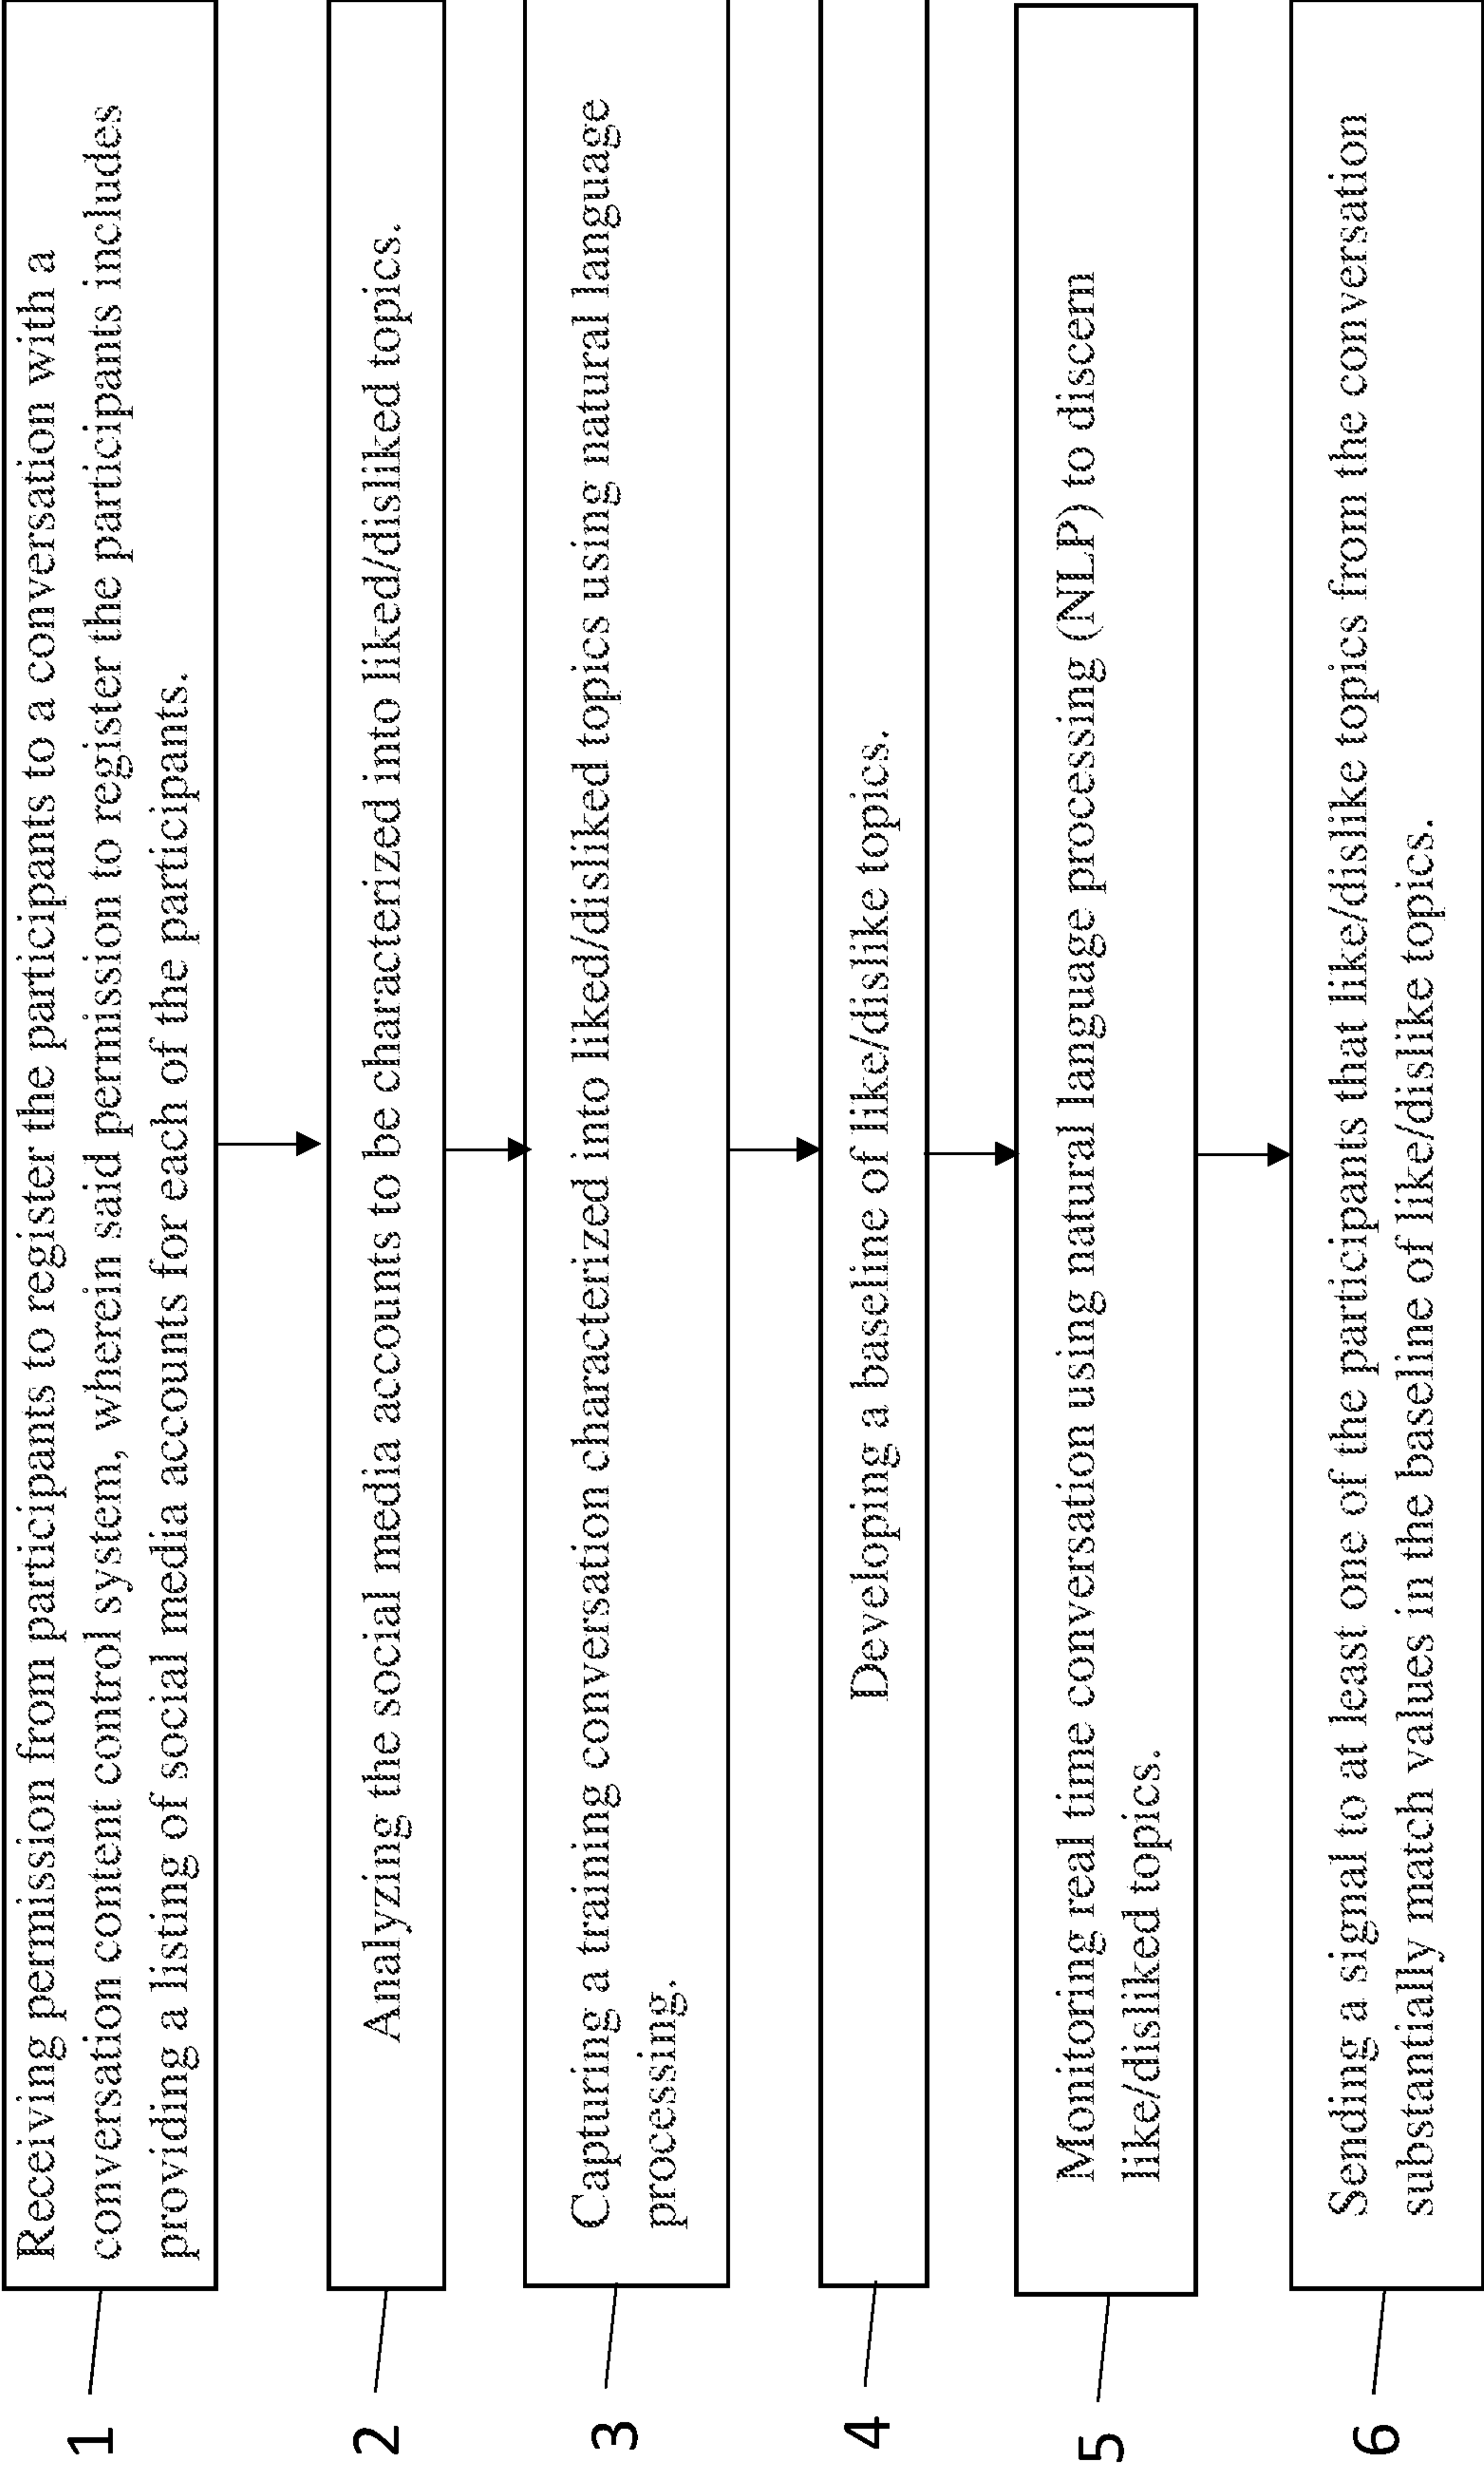 1
Receiving permission from participants to register the participants to a conversation with a
conversation content control system, wherein said permission to register the participants includes
providing a listing of social media accounts for each of the participants.
2
Analyzing the social media accounts to be characterized into liked/disliked topics.
3
Capturing a training conversation characterized into liked/disliked topics using natural language
processing.
4
Developing a baseline of like/dislike topics.
5
Monitoring real time conversation using natural language processing (NLP) to discern
like/disliked topics.
6
Sending a signal to at least one of the participants that like/dislike topics from the conversation
substantially match values in the baseline of like/dislike topics.